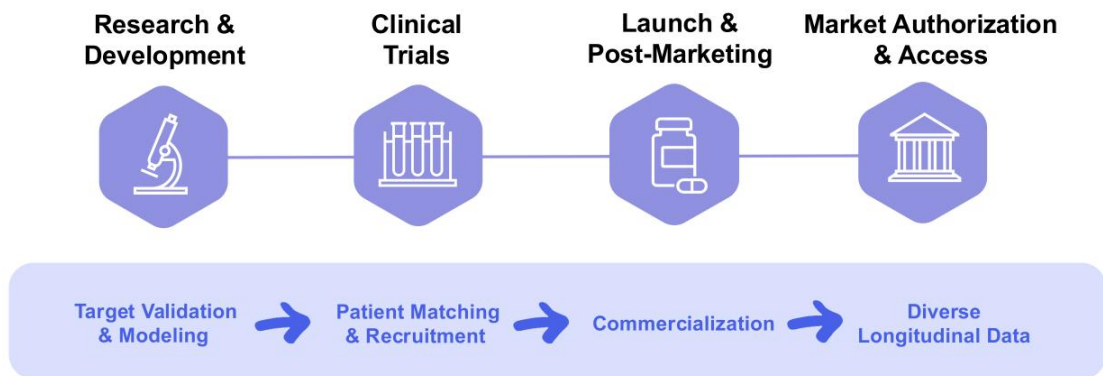 Research &
Development
Clinical
Trials
Launch &
Post-Marketing
Market Authorization
& Access
Target Validation
& Modeling
Patient Matching
& Recruitment
Commercialization
Diverse
Longitudinal Data